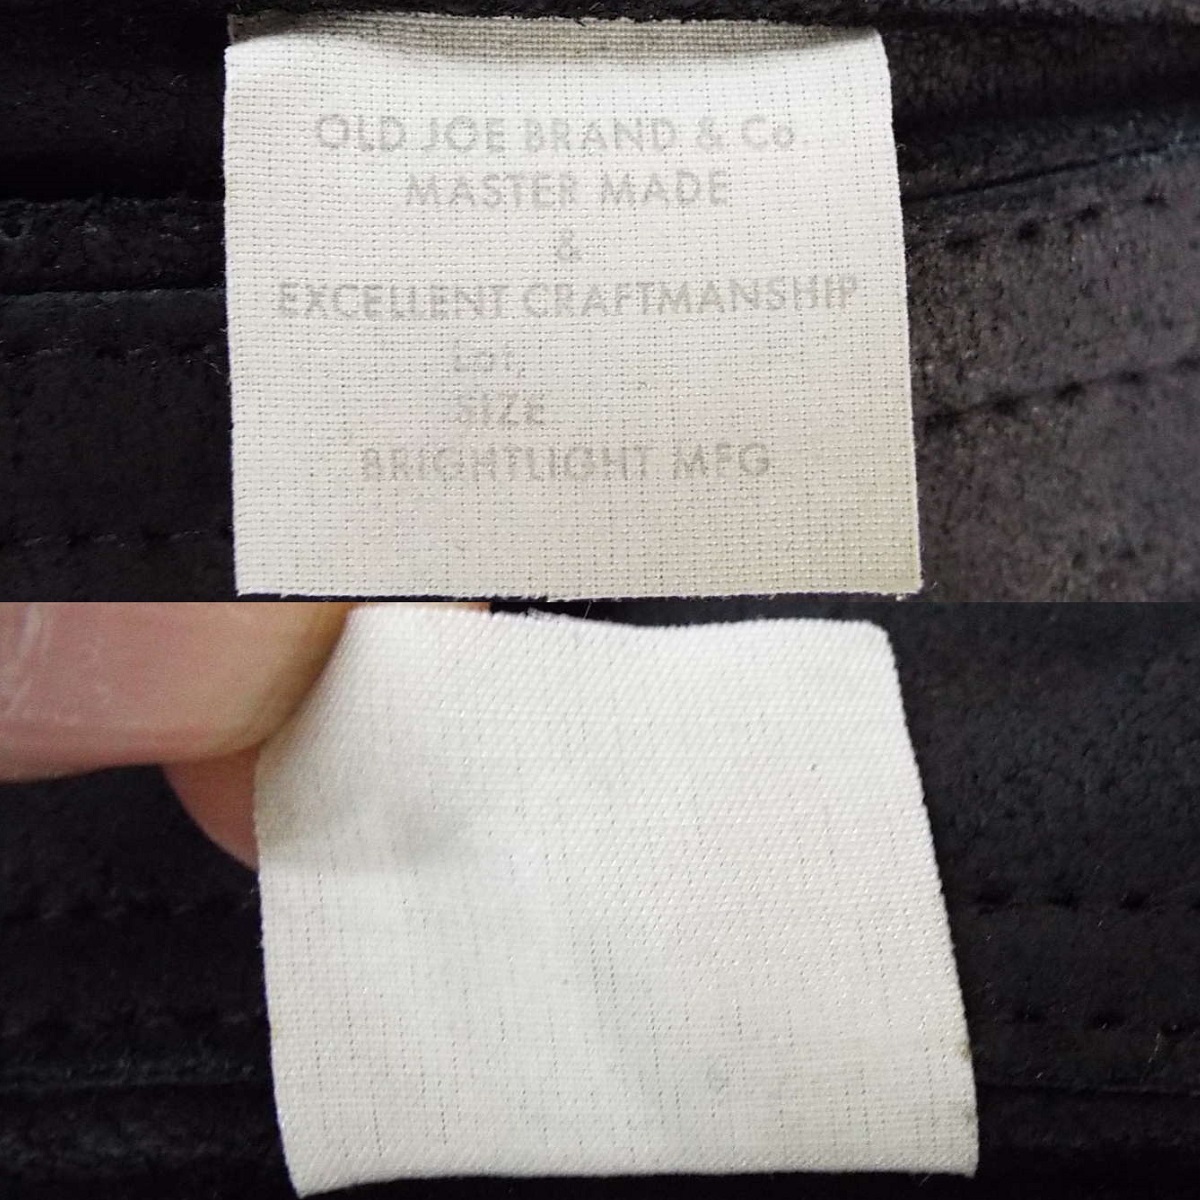 OLD JOE BRAND & Co.
MASTER MADE
&
EXCELLENT CRAFTMANSHIP
Lot,
SIZE
BRIGHTLIGHT MFG